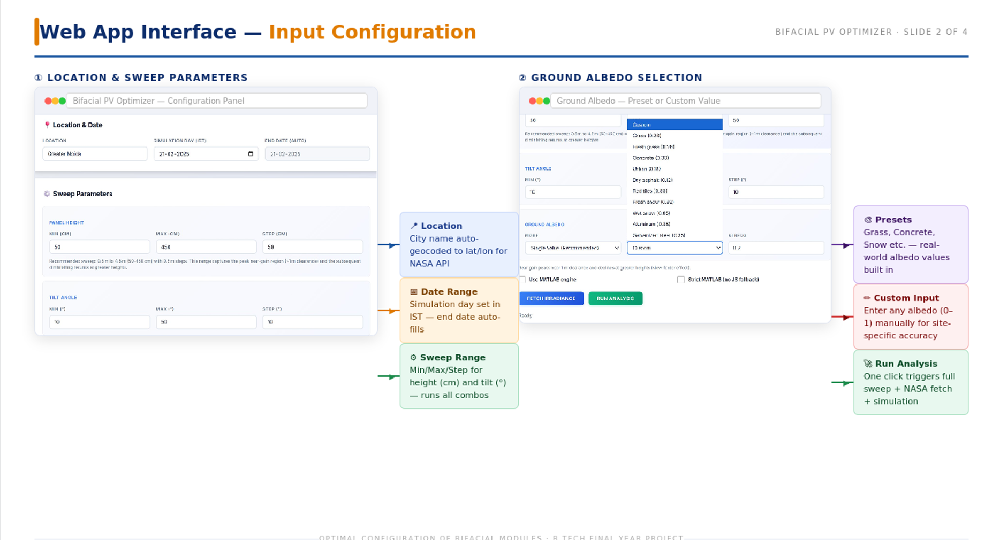 Web App Interface — Input Configuration
BIFACIAL PV OPTIMIZER · SLIDE 2 OF 4
① LOCATION & SWEEP PARAMETERS
Bifacial PV Optimizer — Configuration Panel
📍 Location & Date
LOCATION
SIMULATION DAY (IST)
END DATE (AUTO)
Greater Noida
21-02-2025
21-02-2025
⚙ Sweep Parameters
PANEL HEIGHT
MIN (CM)
MAX (CM)
STEP (CM)
50
450
50
Recommended sweep: 0.5 m to 4.5 m (50–450 cm) with 0.5 m steps. This range captures the peak rear-gain region (~1 m clearance) and the subsequent
diminishing returns at greater heights.
TILT ANGLE
MIN (°)
MAX (°)
STEP (°)
10
50
10
📍 Location
City name auto-
geocoded to lat/lon for
NASA API
📅 Date Range
Simulation day set in
IST — end date auto-
fills
⚙ Sweep Range
Min/Max/Step for
height (cm) and tilt (°)
— runs all combos
② GROUND ALBEDO SELECTION
Ground Albedo — Preset or Custom Value
50
50
Recommended sweep: 0.5 m to 4.5 m (50–450 cm) w
r-gain region (~1 m clearance) and the subsequent
diminishing returns at greater heights.
Custom
Grass (0.20)
Fresh grass (0.26)
Concrete (0.30)
Urban (0.18)
Dry asphalt (0.12)
Red tiles (0.33)
Fresh snow (0.82)
Wet snow (0.65)
Aluminum (0.85)
Galvanized steel (0.35)
TILT ANGLE
MIN (°)
STEP (°)
10
10
GROUND ALBEDO
MODE
ALBEDO
Single Value (Recommended)
Custom
0.2
Rear gain peaks near 1 m clearance and declines at greater heights (view-factor effect).
Use MATLAB engine
Strict MATLAB (no JS fallback)
FETCH IRRADIANCE
RUN ANALYSIS
Ready
🎨 Presets
Grass, Concrete,
Snow etc. — real-
world albedo values
built in
✏ Custom Input
Enter any albedo (0–
1) manually for site-
specific accuracy
🚀 Run Analysis
One click triggers full
sweep + NASA fetch
+ simulation
OPTIMAL CONFIGURATION OF BIFACIAL MODULES · B.TECH FINAL YEAR PROJECT